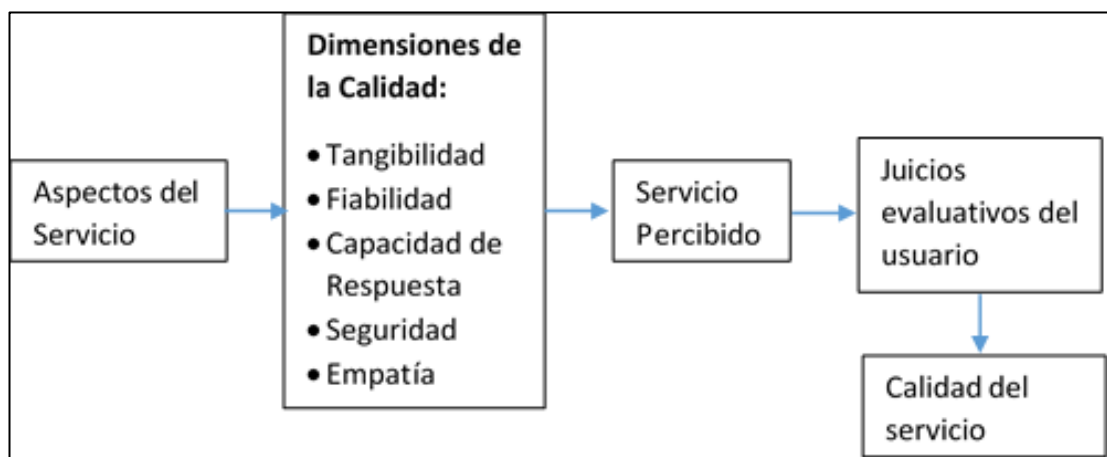 Aspectos del
Servicio
Dimensiones de
la Calidad:
• Tangibilidad
• Fiabilidad
• Capacidad de
Respuesta
• Seguridad
• Empatía
Servicio
Percibido
Juicios
evaluativos del
usuario
Calidad del
servicio